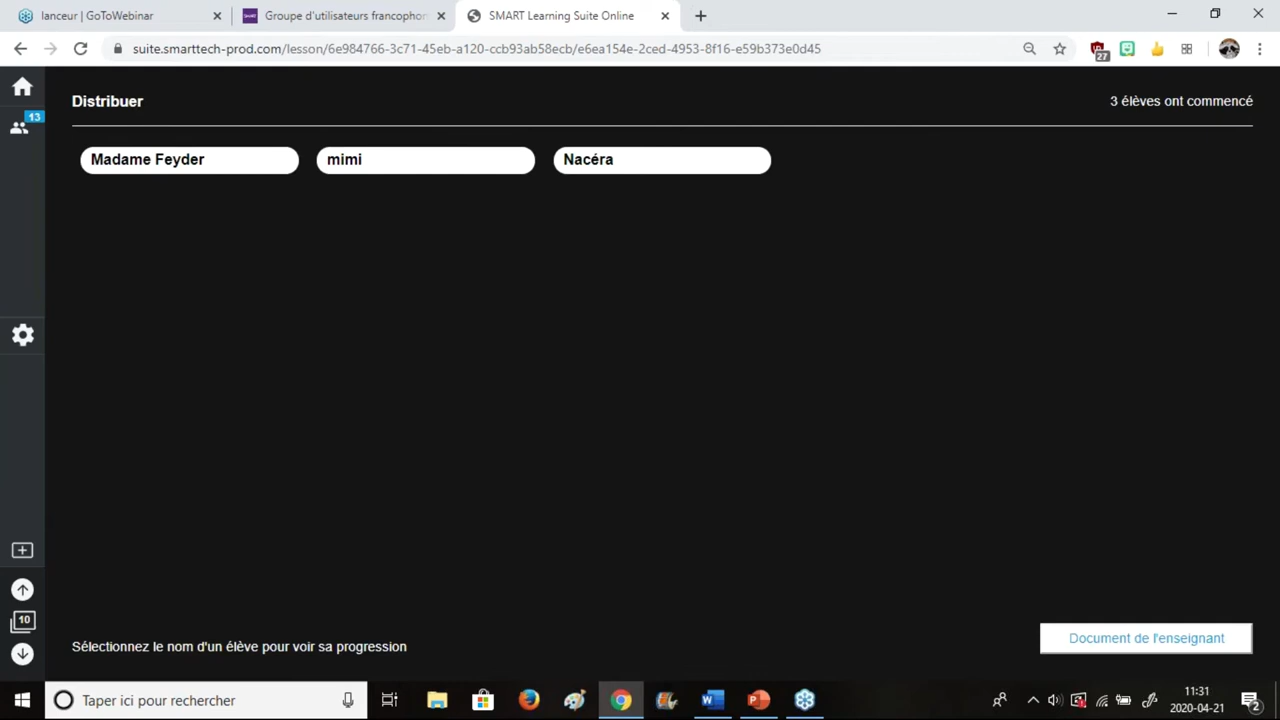 lanceur | GoToWebinar
Groupe d'utilisateurs francophon
SMART Learning Suite Online
suite.smarttech-prod.com/lesson/6e984766-3c71-45eb-a120-ccb93ab58ecb/e6ea154e-2ced-4953-8f16-e59b373e0d45
27
13
Distribuer
3 élèves ont commencé
Madame Feyder
mimi
Nacéra
10
Sélectionnez le nom d'un élève pour voir sa progression
Document de l'enseignant
Taper ici pour rechercher
11:31
2020-04-21
2